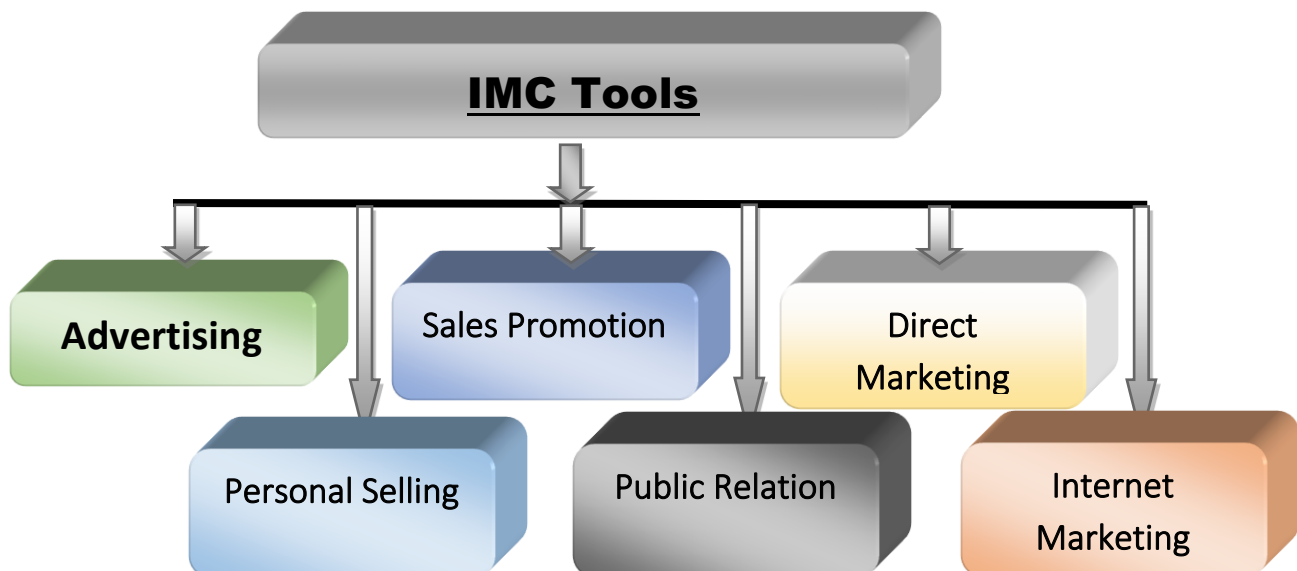 IMC Tools
Advertising
Sales Promotion
Direct
Marketing
Personal Selling
Public Relation
Internet
Marketing